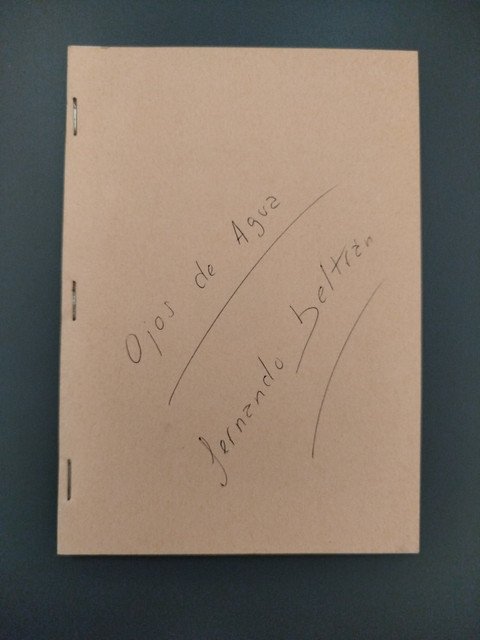 Ojos de Agua
fernando beltrán